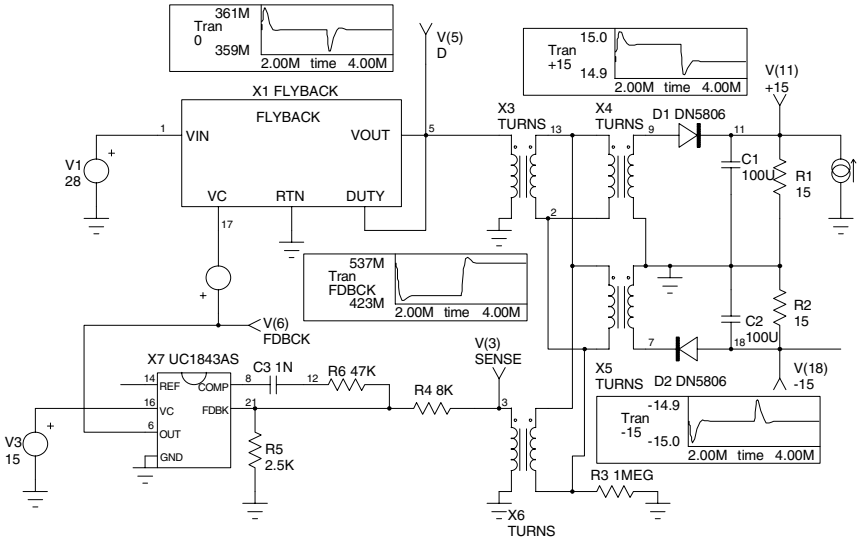 361M
Tran
0
359M
2.00M time 4.00M
V(5)
D
15.0
Tran
+15
14.9
2.00M time 4.00M
V(11)
+15
X1 FLYBACK
FLYBACK
VIN
VOUT
VC
RTN
DUTY
1
5
17
V1
28
+
X3
TURNS
13
2
X4
TURNS
9
D1 DN5806
11
C1
100U
R1
15
+
537M
Tran
FDBCK
423M
2.00M time 4.00M
V(6)
FDBCK
R2
15
C2
100U
7
18
X5
TURNS
D2 DN5806
V(18)
-15
X7 UC1843AS
14
REF
COMP
8
16
VC
FDBK
21
6
OUT
GND
C3 1N
12
R6 47K
R4 8K
V(3)
SENSE
3
R5
2.5K
V3
15
+
X6
TURNS
R3 1MEG
-14.9
Tran
-15
-15.0
2.00M time 4.00M